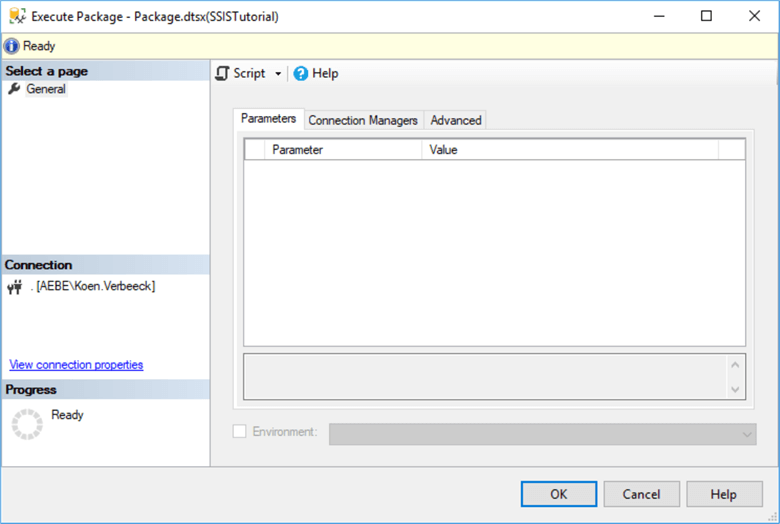 Execute Package - Package.dtsx(SSISTutorial)
Ready
Select a page
General
Script
Help
Parameters
Connection Managers
Advanced
Parameter
Value
Connection
. [AEBE\Koen.Verbeeck]
View connection properties
Progress
Ready
Environment:
OK
Cancel
Help